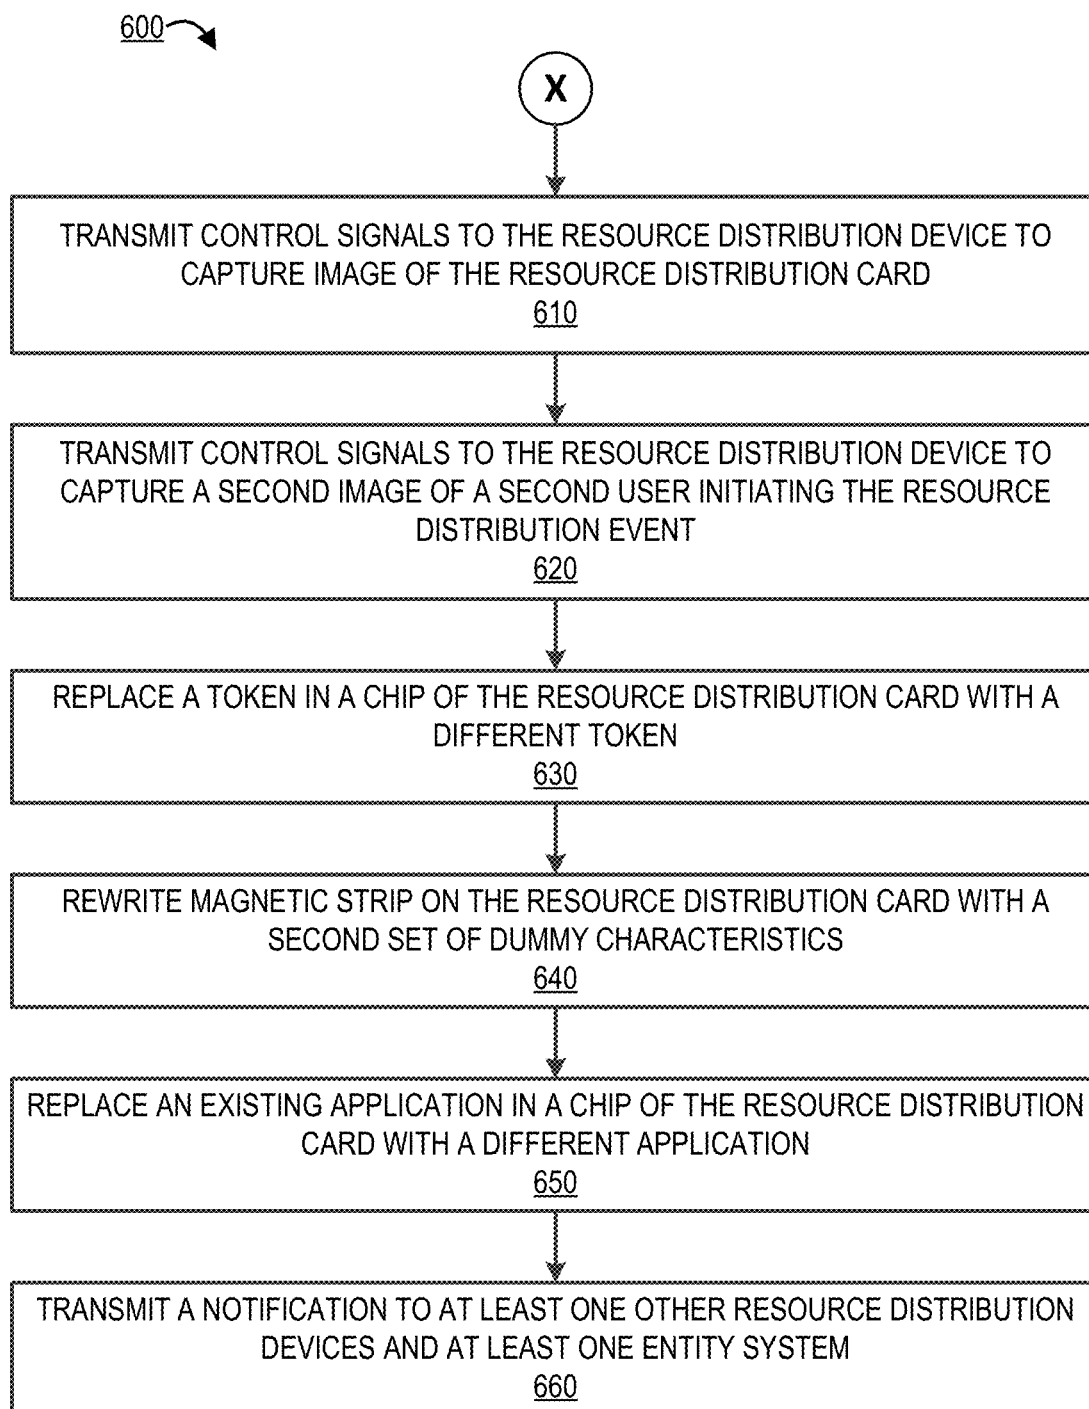 600
X
TRANSMIT CONTROL SIGNALS TO THE RESOURCE DISTRIBUTION DEVICE TO
CAPTURE IMAGE OF THE RESOURCE DISTRIBUTION CARD
610
TRANSMIT CONTROL SIGNALS TO THE RESOURCE DISTRIBUTION DEVICE TO
CAPTURE A SECOND IMAGE OF A SECOND USER INITIATING THE RESOURCE
DISTRIBUTION EVENT
620
REPLACE A TOKEN IN A CHIP OF THE RESOURCE DISTRIBUTION CARD WITH A
DIFFERENT TOKEN
630
REWRITE MAGNETIC STRIP ON THE RESOURCE DISTRIBUTION CARD WITH A
SECOND SET OF DUMMY CHARACTERISTICS
640
REPLACE AN EXISTING APPLICATION IN A CHIP OF THE RESOURCE DISTRIBUTION
CARD WITH A DIFFERENT APPLICATION
650
TRANSMIT A NOTIFICATION TO AT LEAST ONE OTHER RESOURCE DISTRIBUTION
DEVICES AND AT LEAST ONE ENTITY SYSTEM
660